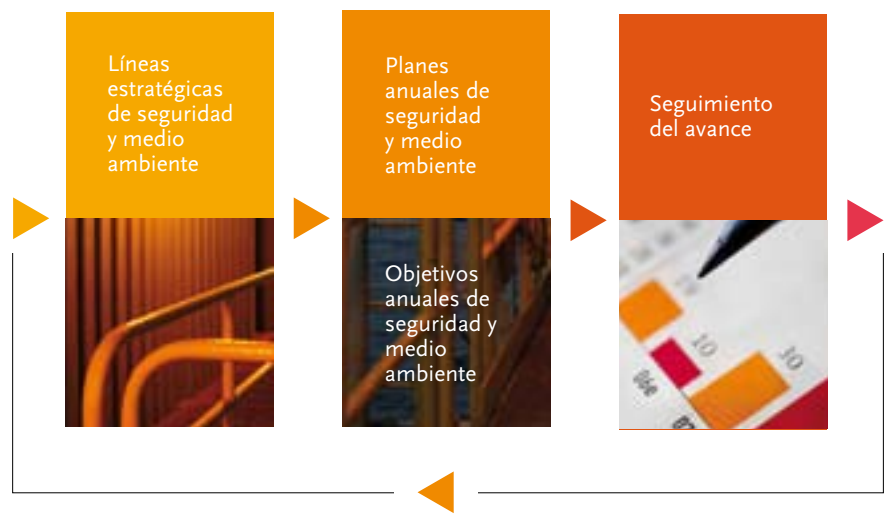 Líneas
estratégicas
de seguridad
y medio
ambiente
Planes
anuales de
seguridad
y medio
ambiente
Objetivos
anuales de
seguridad y
medio
ambiente
Seguimiento
del avance
10
10